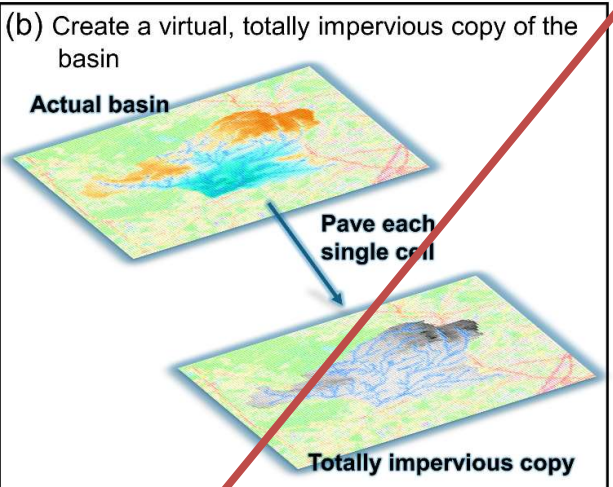 (b) Create a virtual, totally impervious copy of the
basin
Actual basin
Pave each
single cell
Totally impervious copy